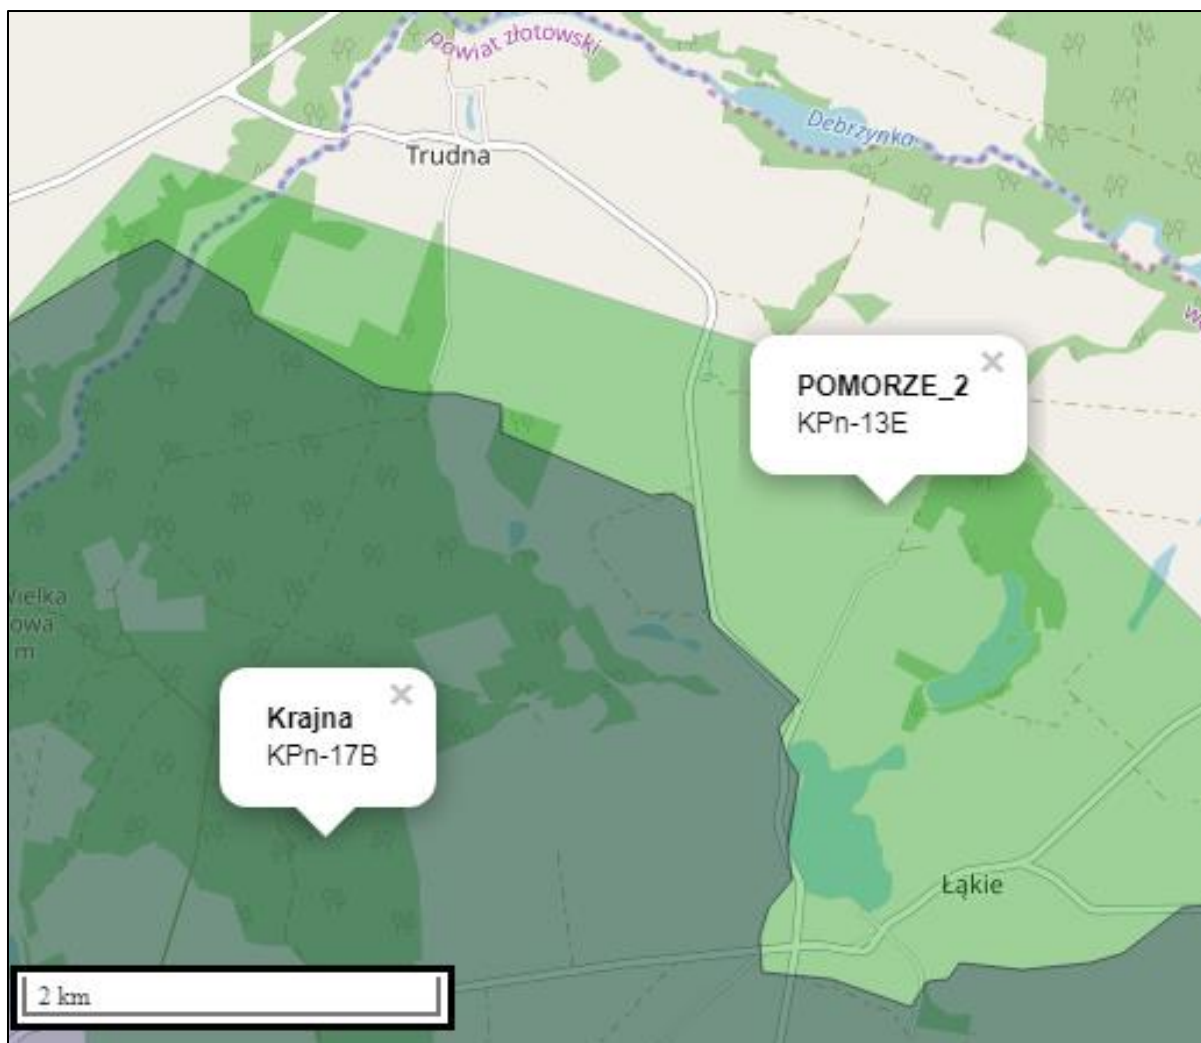 powiat złotowski
Debrzynka
Trudna
POMORZE_2
KPn-13E
Krajna
KPn-17B
Łąkie
2 km